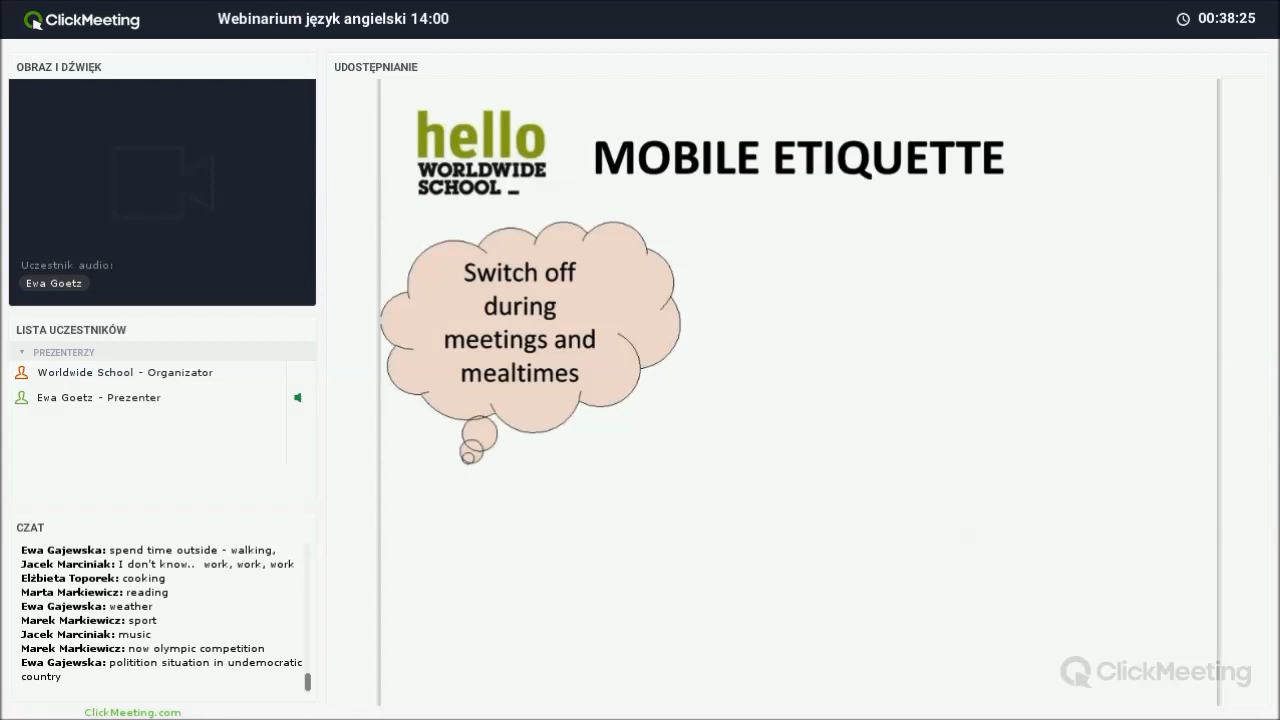 ClickMeeting
Webinarium język angielski 14:00
00:38:25
OBRAZ I DŹWIĘK
Uczestnik audio:
Ewa Goetz
LISTA UCZESTNIKÓW
PREZENTERZY
Worldwide School - Organizator
Ewa Goetz - Prezenter
CZAT
Ewa Gajewska: spend time outside - walking,
Jacek Marciniak: I don't know.. work, work, work
Elżbieta Toporek: cooking
Marta Markiewicz: reading
Ewa Gajewska: weather
Marek Markiewicz: sport
Jacek Marciniak: music
Marek Markiewicz: now olympic competition
Ewa Gajewska: politition situation in undemocratic
country
ClickMeeting.com
UDOSTĘPNIANIE
hello
WORLDWIDE
SCHOOL _
MOBILE ETIQUETTE
Switch off
during
meetings and
mealtimes
ClickMeeting